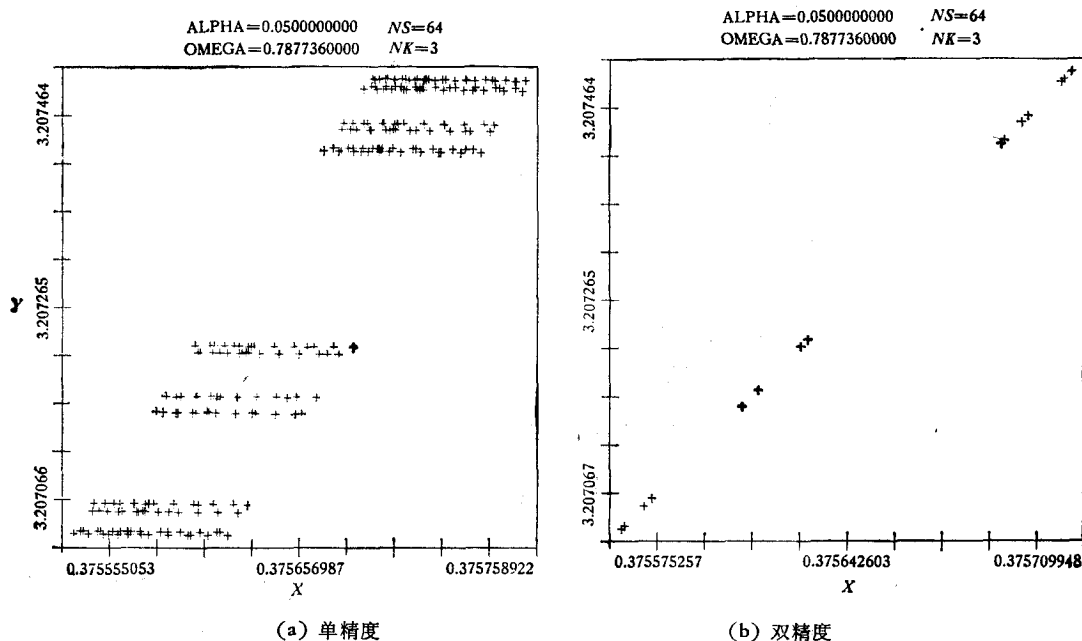 ALPHA=0.0500000000 NS=64
OMEGA=0.7877360000 NK=3
3.207464
3.207265
3.207066
Y
0.375555053 0.375656987 0.375758922
X
(a) 单精度
ALPHA=0.0500000000 NS=64
OMEGA=0.7877360000 NK=3
3.207464
3.207265
3.207067
0.375575257 0.375642603 0.375709948
X
(b) 双精度